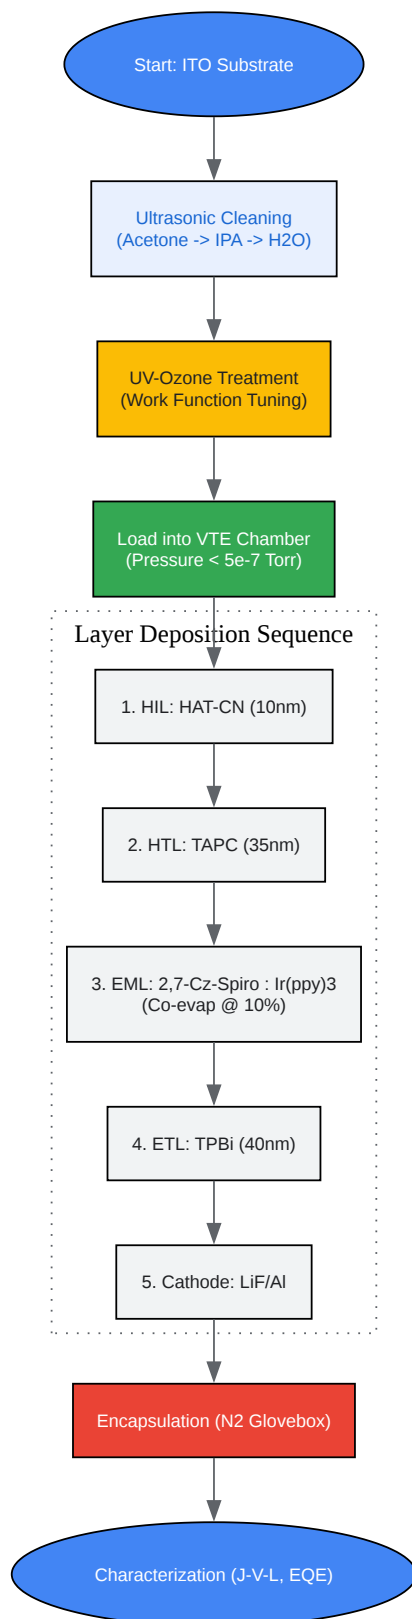 Start: ITO Substrate
Ultrasonic Cleaning
(Acetone -> IPA -> H2O)
UV-Ozone Treatment
(Work Function Tuning)
Load into VTE Chamber
(Pressure < 5e-7 Torr)
Layer Deposition Sequence
1. HIL: HAT-CN (10nm)
2. HTL: TAPC (35nm)
3. EML: 2,7-Cz-Spiro : Ir(ppy)3
(Co-evap @ 10%)
4. ETL: TPBi (40nm)
5. Cathode: LiF/Al
Encapsulation (N2 Glovebox)
Characterization (J-V-L, EQE)